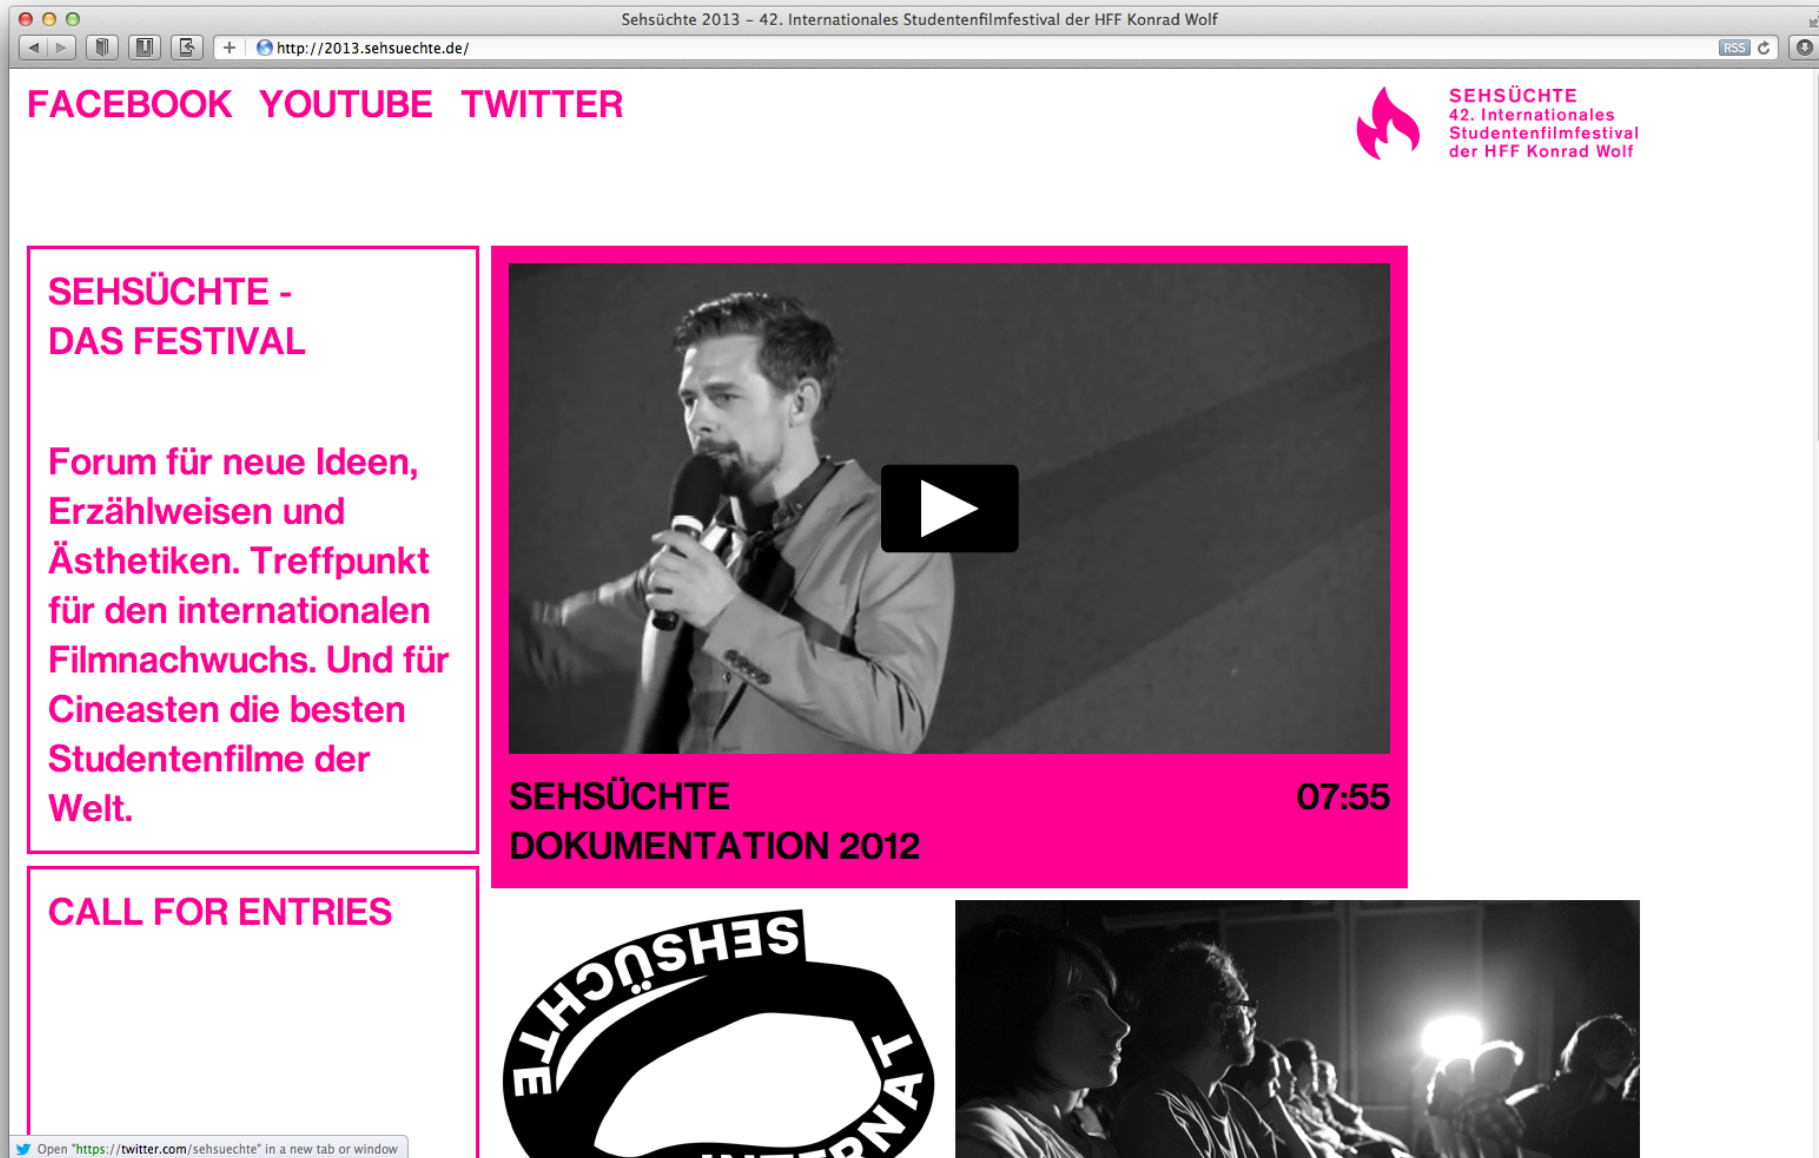 Sehsüchte 2013 – 42. Internationales Studentenfilmfestival der HFF Konrad Wolf
http://2013.sehsuechte.de/
RSS
FACEBOOK YOUTUBE TWITTER
SEHSÜCHTE
42. Internationales
Studentenfilmfestival
der HFF Konrad Wolf
SEHSÜCHTE -
DAS FESTIVAL
Forum für neue Ideen,
Erzählweisen und
Ästhetiken. Treffpunkt
für den internationalen
Filmnachwuchs. Und für
Cineasten die besten
Studentenfilme der
Welt.
SEHSÜCHTE 07:55
DOKUMENTATION 2012
CALL FOR ENTRIES
SEHSÜCHTE
INTERNAT
Open "https://twitter.com/sehsuechte" in a new tab or window